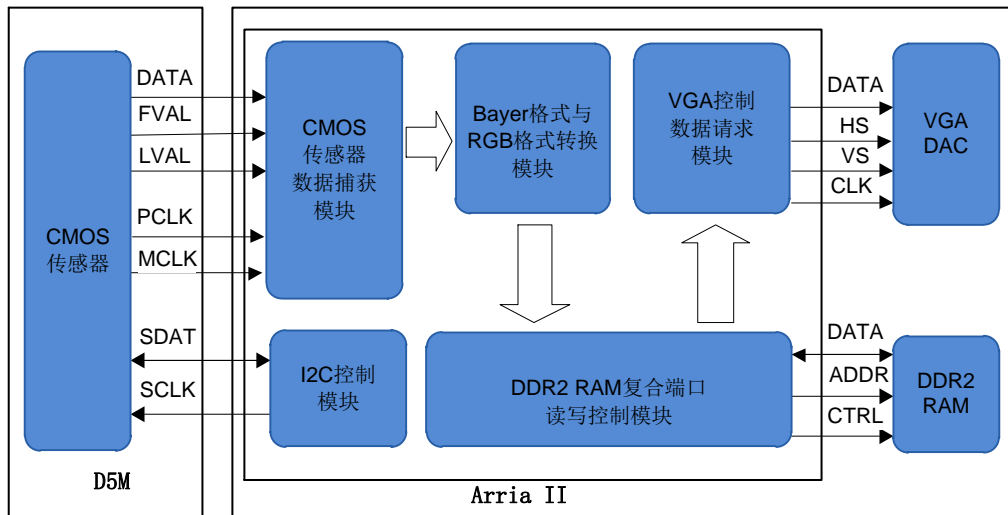 CMOS
传感器
D5M
DATA
FVAL
LVAL
PCLK
MCLK
SDAT
SCLK
CMOS
传感器
数据捕获
模块
Bayer格式与
RGB格式转换
模块
VGA控制
数据请求
模块
I2C控制
模块
DDR2 RAM复合端口
读写控制模块
Arria II
DATA
HS
VS
CLK
VGA
DAC
DATA
ADDR
CTRL
DDR2
RAM